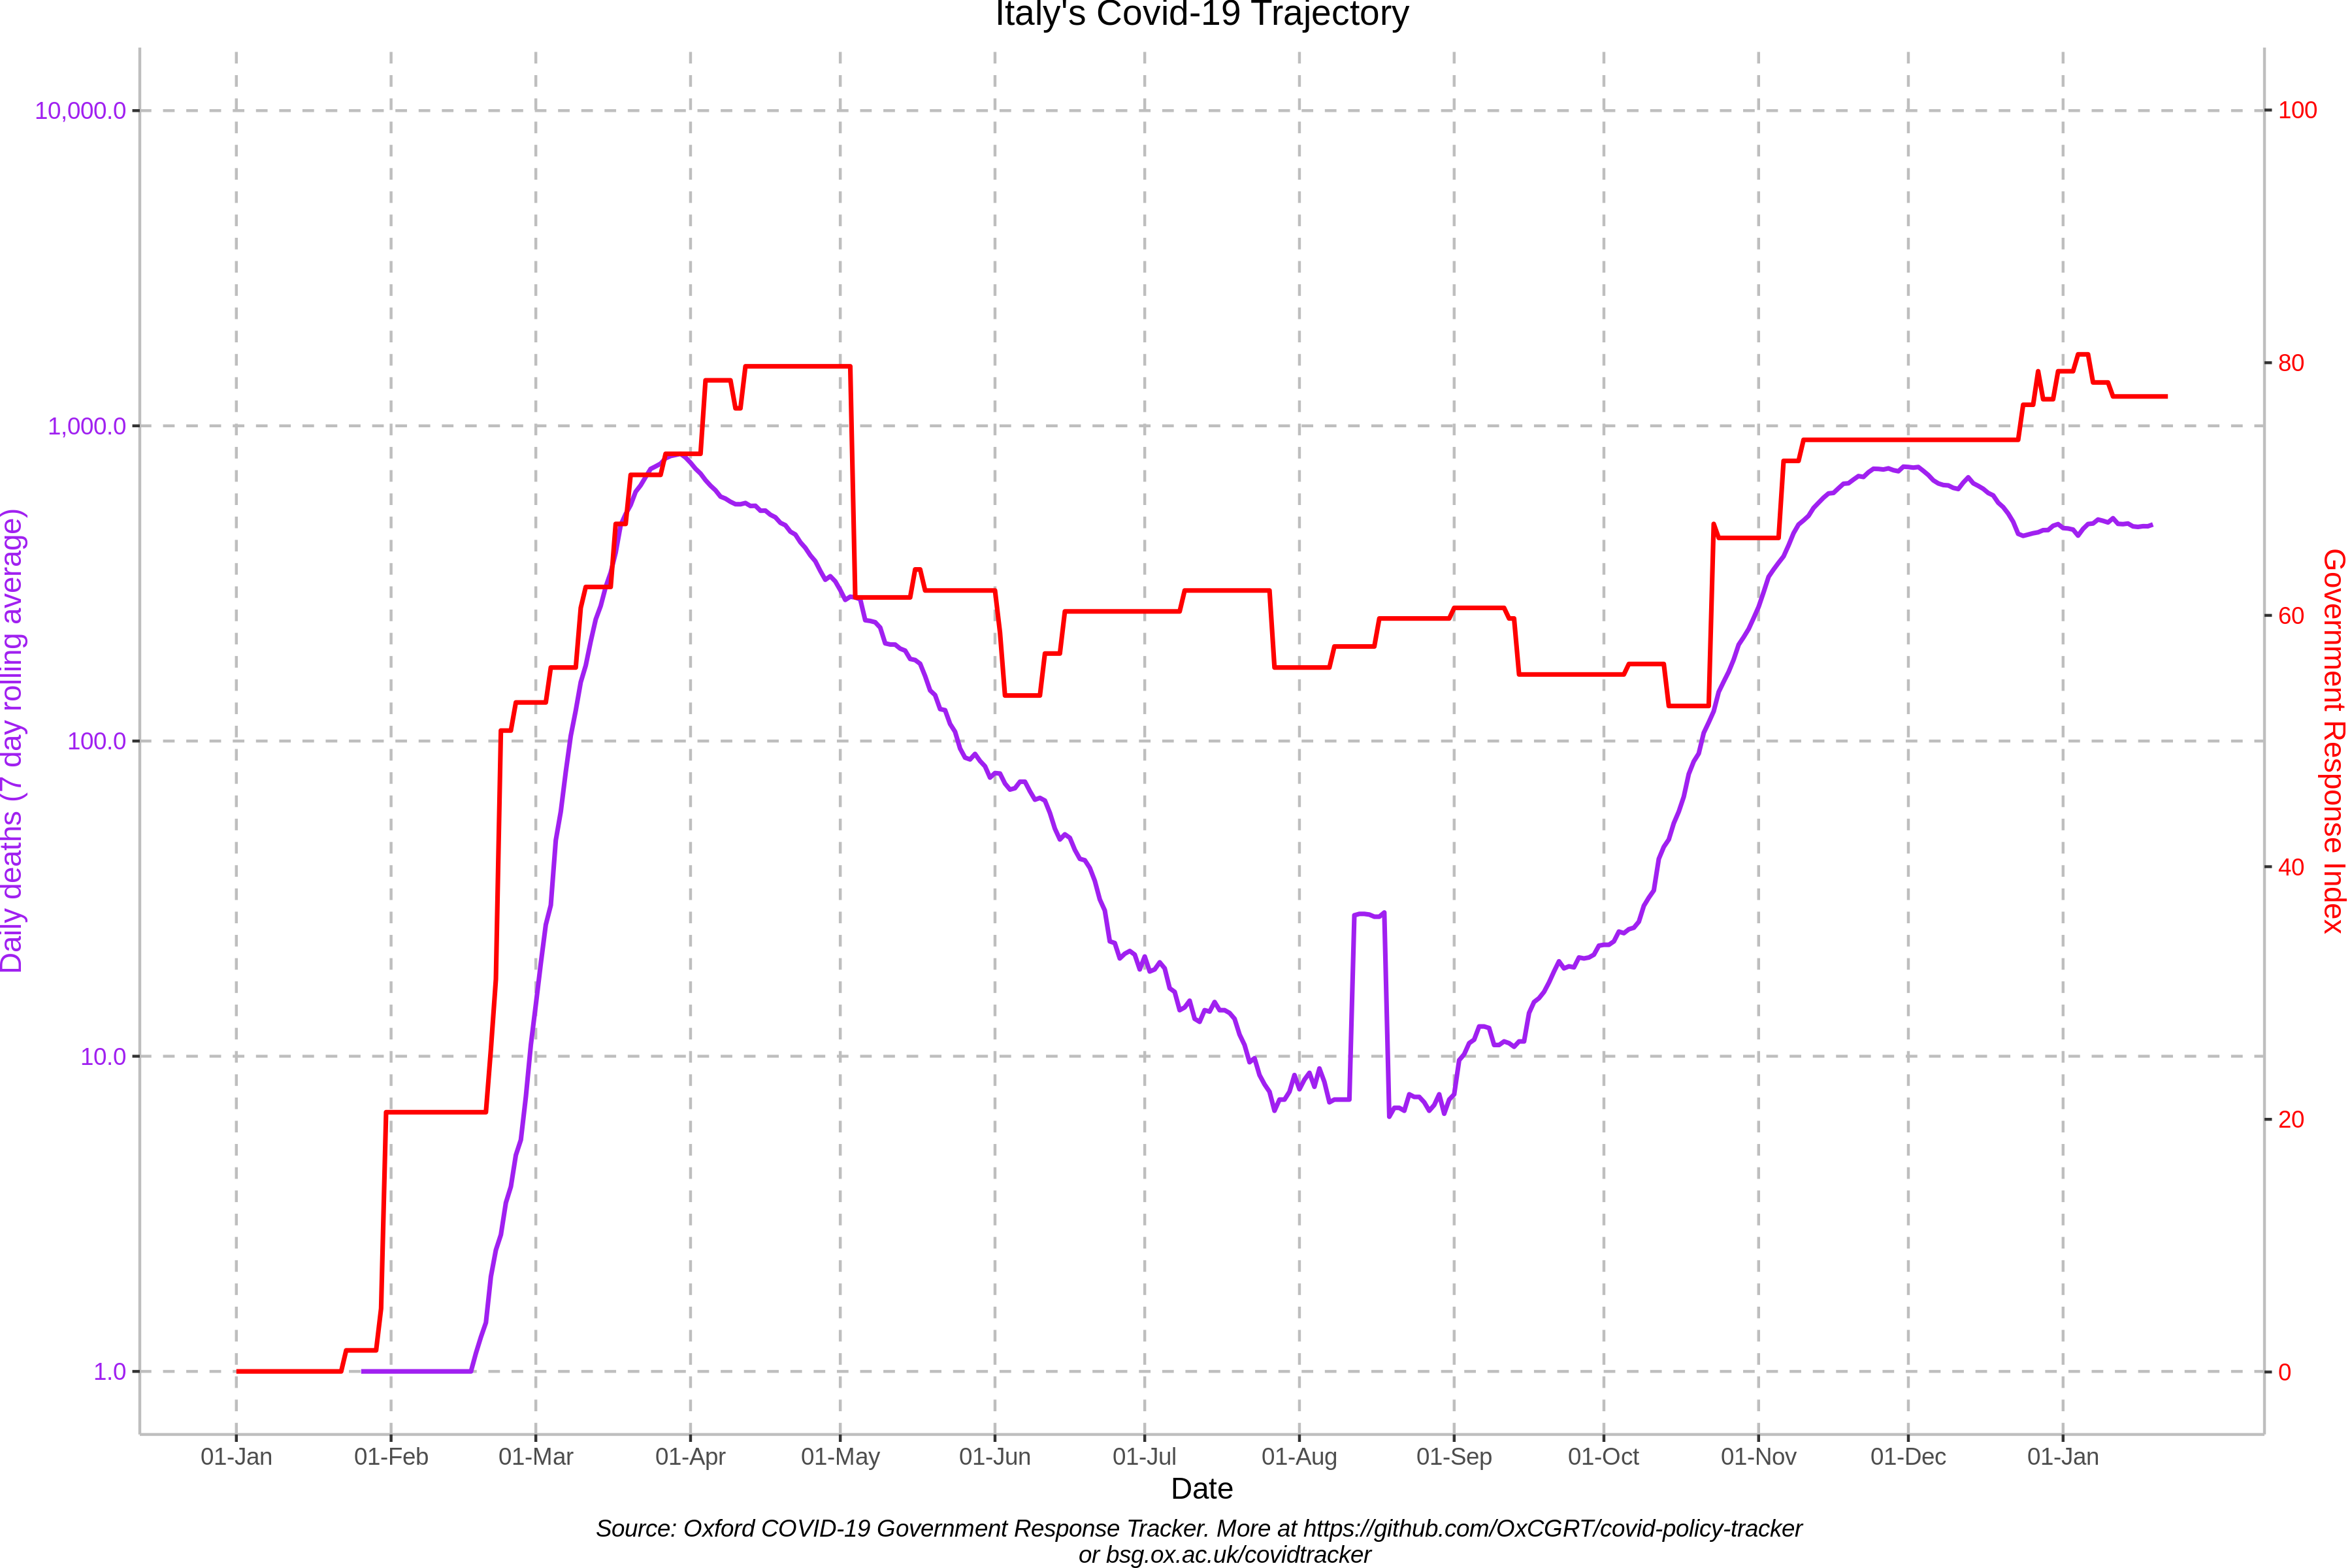 Italy's Covid-19 Trajectory
10,000.0
1,000.0
100.0
10.0
1.0
Daily deaths (7 day rolling average)
100
80
60
40
20
0
Government Response Index
01-Jan 01-Feb 01-Mar 01-Apr 01-May 01-Jun 01-Jul 01-Aug 01-Sep 01-Oct 01-Nov 01-Dec 01-Jan
Date
Source: Oxford COVID-19 Government Response Tracker. More at https://github.com/OxCGRT/covid-policy-tracker
or bsg.ox.ac.uk/covidtracker